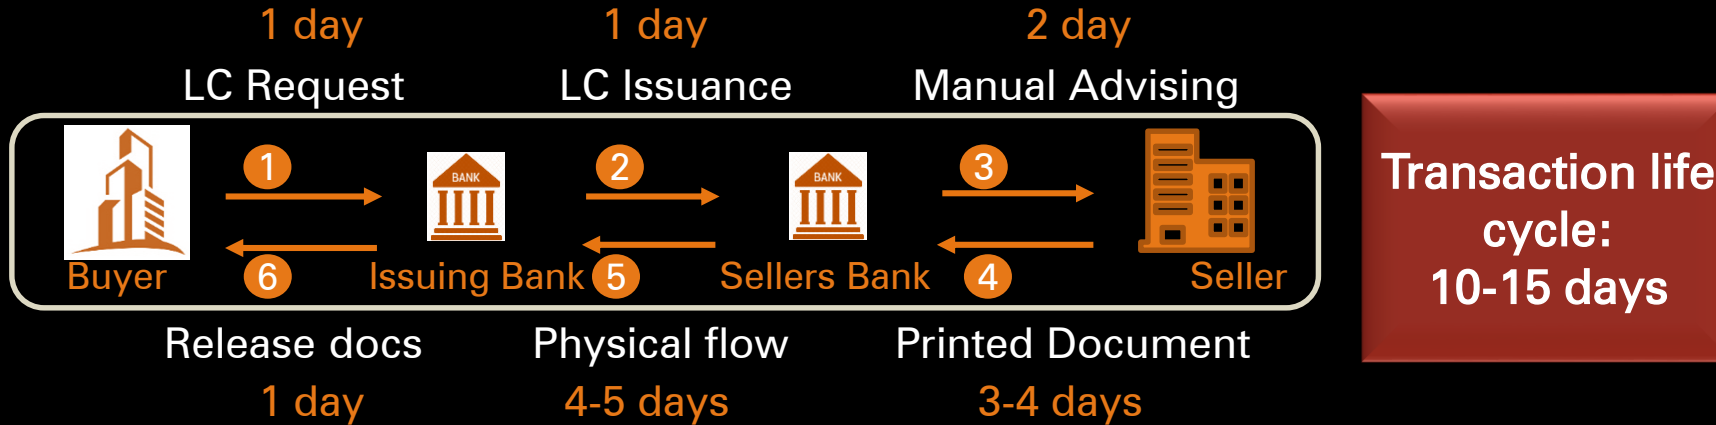 1 day
1 day
2 day
LC Request
LC Issuance
Manual Advising
1
2
3
BANK
BANK
Buyer
6
Issuing Bank
5
Sellers Bank
4
Seller
Release docs
Physical flow
Printed Document
1 day
4-5 days
3-4 days
Transaction life
cycle:
10-15 days